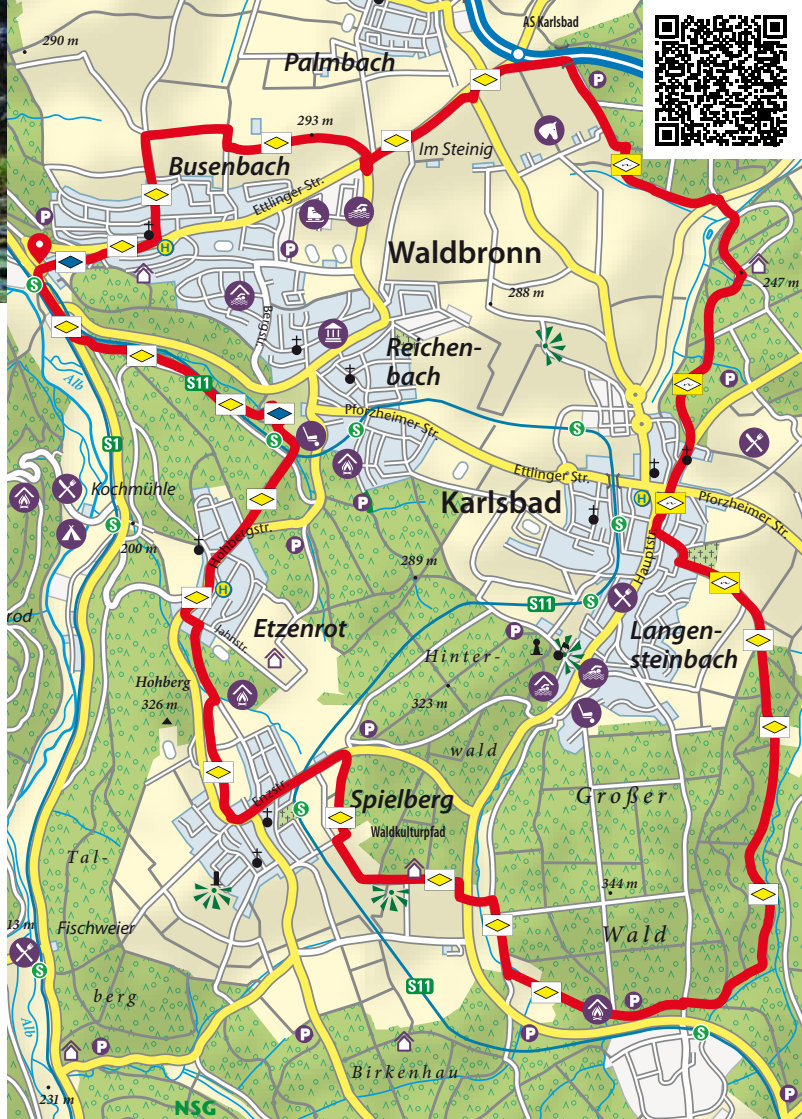 AS Karlsbad
290 m
Palmbach
P
293 m
Im Steinig
Busenbach
Ettlinger Str.
P
H
P
Waldbronn
247 m
S
288 m
Bergstr.
Reichen-
bach
Alb
S11
Pforzheimer Str.
P
S
S
S
S1
Ettlinger Str.
Kochmühle
Karlsbad
H
Pforzheimer Str.
P
S
200 m
Hohbergstr.
P
S
Hauptstr.
289 m
H
S11
S
rod
Etzenrot
Jahnstr.
P
Langen-
steinbach
Hinter-
Hohberg
326 m
323 m
P
wald
Enzstr.
S
Spielberg
Großer
Waldkulturpfad
Tal-
344 m
13 m
Fischweier
Wald
S
berg
S11
P
Alb
P
P
S
Birkenhau
P
231 m
NSG